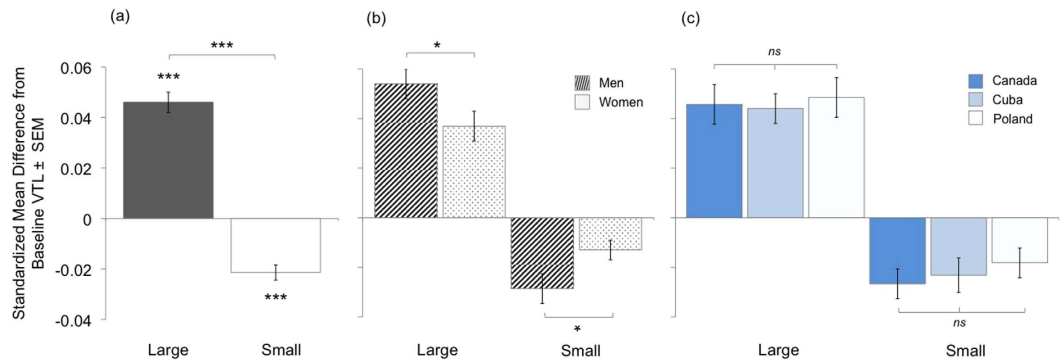 (a)
(b)
(c)
Standardized Mean Difference from
Baseline VTL ± SEM
0.06
0.04
0.02
0
-0.02
-0.04
***
***
***
Large
Small
*
Men
Women
*
Large
Small
ns
Canada
Cuba
Poland
ns
Large
Small